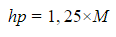 hp = 1, 25×M